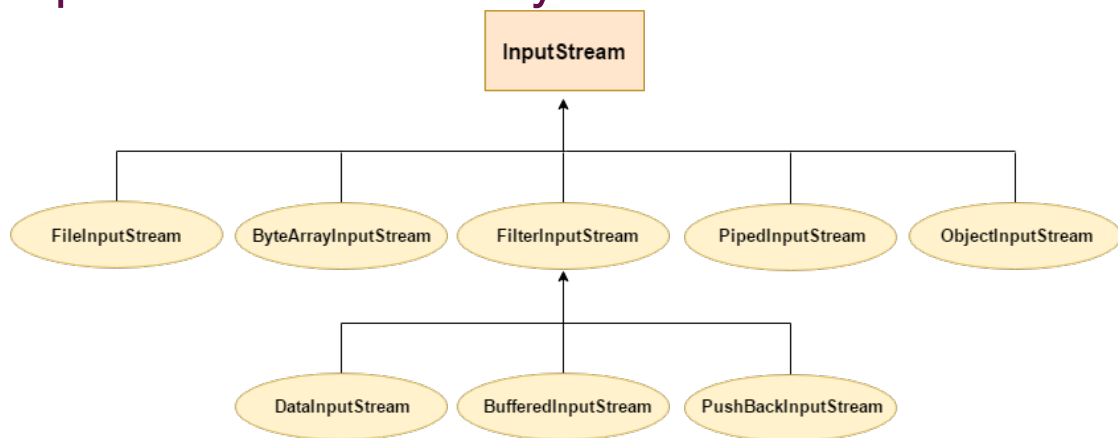 InputStream
FileInputStream ByteArrayInputStream FilterInputStream PipedInputStream ObjectInputStream
DataInputStream BufferedInputStream PushBackInputStream